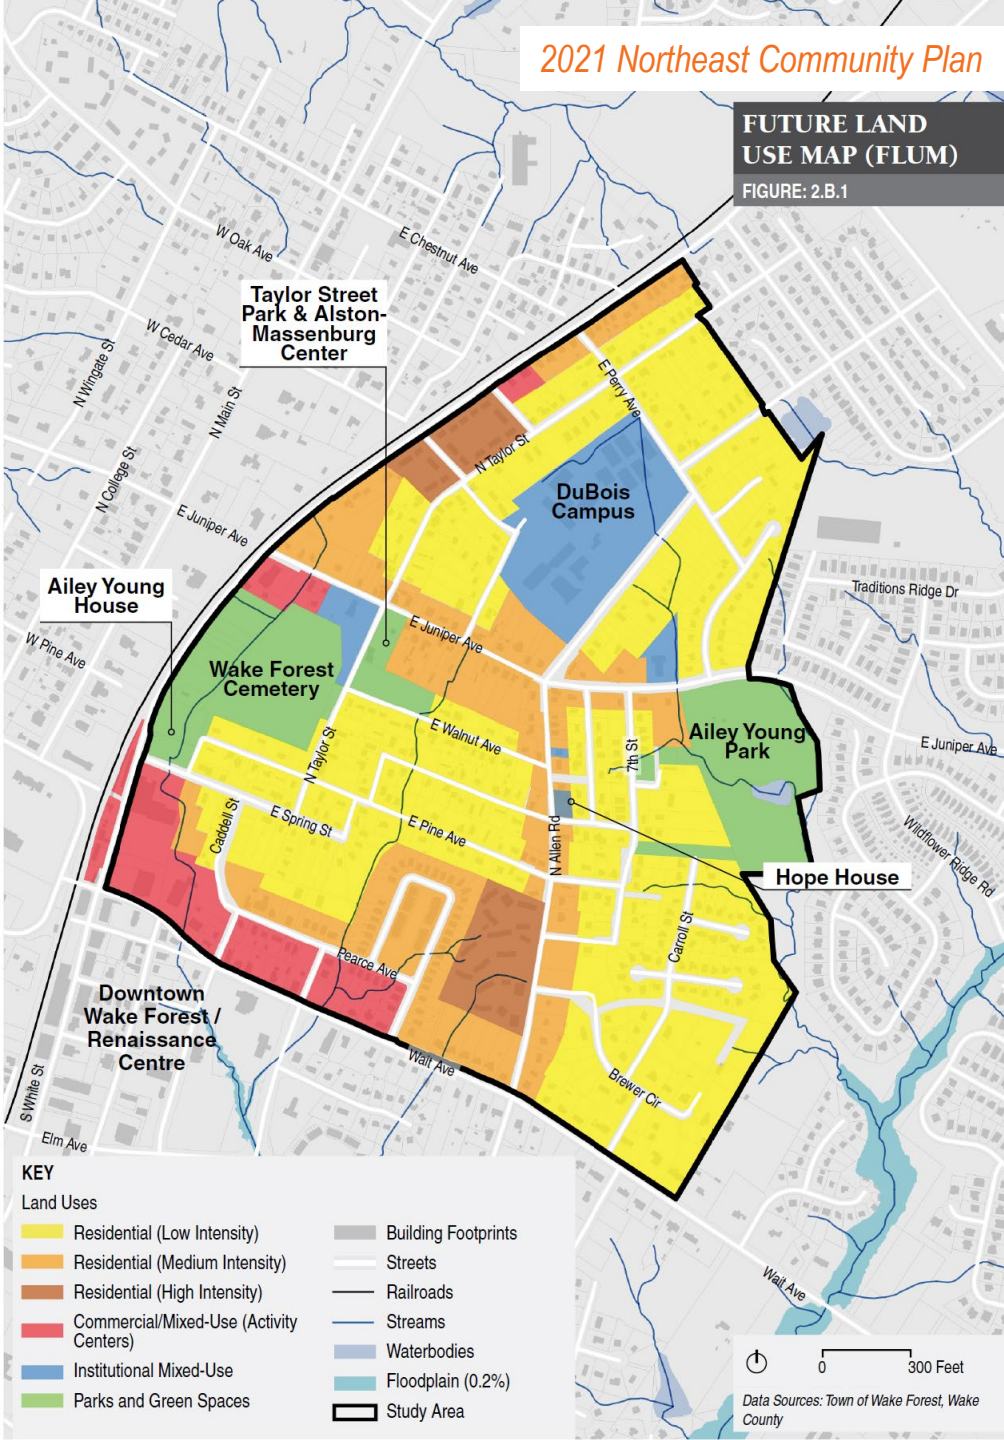 2021 Northeast Community Plan
FUTURE LAND
USE MAP (FLUM)
FIGURE: 2.B.1
W Oak Ave
E Chestnut Ave
Taylor Street
Park & Alston-
Massenburg
Center
W Cedar Ave
N Wingate St
N Main St
E Perry Ave
N College St
N Taylor St
DuBois
Campus
E Juniper Ave
Ailey Young
House
Traditions Ridge Dr
W Pine Ave
E Juniper Ave
Wake Forest
Cemetery
E Walnut Ave
N Taylor St
7th St
Ailey Young
Park
E Juniper Ave
Caddell St
E Spring St
E Pine Ave
N Allen Rd
Wildflower Ridge Rd
Hope House
Carroll St
Pearce Ave
Downtown
Wake Forest /
Renaissance
Centre
Wait Ave
Brewer Cir
S White St
Elm Ave
Wait Ave
KEY
Land Uses
Residential (Low Intensity)
Residential (Medium Intensity)
Residential (High Intensity)
Commercial/Mixed-Use (Activity
Centers)
Institutional Mixed-Use
Parks and Green Spaces
Building Footprints
Streets
Railroads
Streams
Waterbodies
Floodplain (0.2%)
Study Area
0 300 Feet
Data Sources: Town of Wake Forest, Wake
County